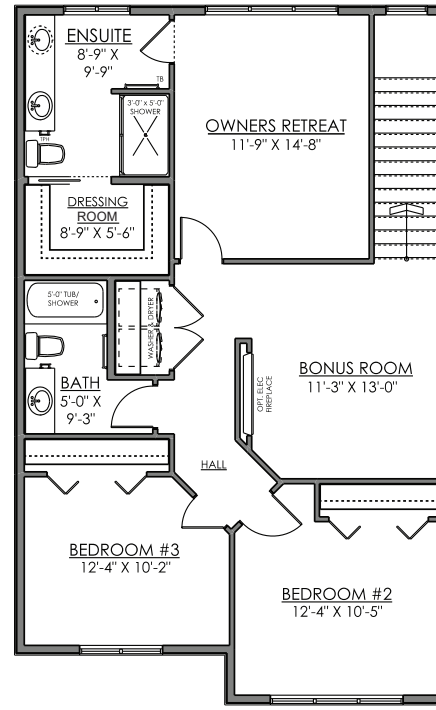 ENSUITE
8'-9" X
9'-9"
TB
3'-0" x 5'-0"
SHOWER
TPH
OWNERS RETREAT
11'-9" X 14'-8"
DRESSING
ROOM
8'-9" X 5'-6"
5'-0" TUB/
SHOWER
WASHER & DRYER
BATH
5'-0" X
9'-3"
OPT. ELEC
FIREPLACE
BONUS ROOM
11'-3" X 13'-0"
HALL
BEDROOM #3
12'-4" X 10'-2"
BEDROOM #2
12'-4" X 10'-5"